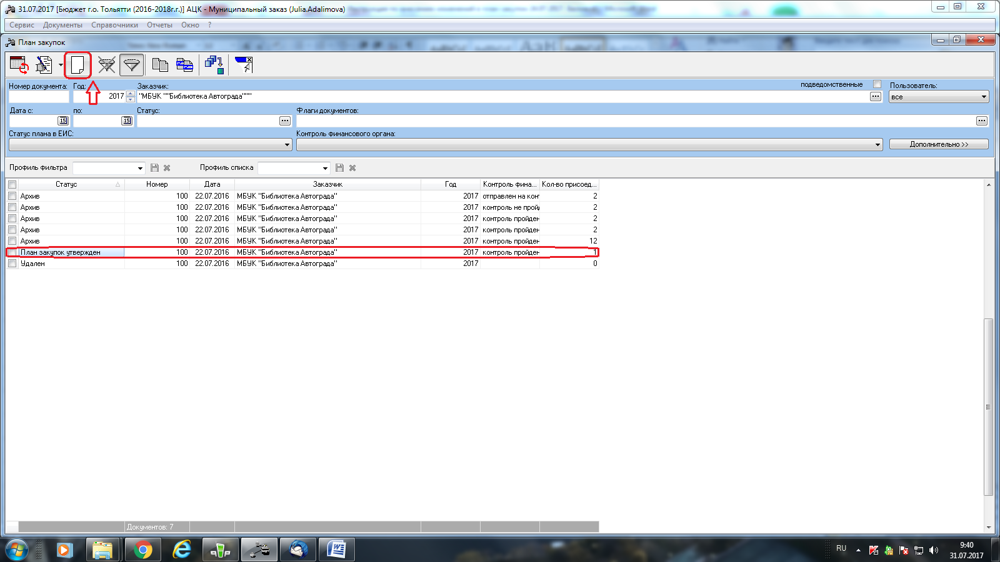 31.07.2017 [Бюджет г.о. Тольятти (2016-2018г.г.)] АЦК - Муниципальный заказ (Julia.Adalimova)
Сервис Документы Справочники Отчеты Окно ?
План закупок
Номер документа: Год: Заказчик: подведомственные Пользователь:
2017 "МБУК ""Библиотека Автограда""" ... все
Дата с: по: Статус: Флаги документов:
15 15 ... ...
Статус плана в ЕИС: Контроль финансового органа:
Дополнительно >>
Профиль фильтра Профиль списка
Статус Номер Дата Заказчик Год Контроль фина... Кол-во присоед...
Архив 100 22.07.2016 МБУК "Библиотека Автограда" 2017 отправлен на конт 2
Архив 100 22.07.2016 МБУК "Библиотека Автограда" 2017 контроль не пройд 2
Архив 100 22.07.2016 МБУК "Библиотека Автограда" 2017 контроль пройден 2
Архив 100 22.07.2016 МБУК "Библиотека Автограда" 2017 контроль пройден 2
Архив 100 22.07.2016 МБУК "Библиотека Автограда" 2017 контроль пройден 12
План закупок утвержден 100 22.07.2016 МБУК "Библиотека Автограда" 2017 контроль пройден 1
Удален 100 22.07.2016 МБУК "Библиотека Автограда" 2017 0
Документов: 7
RU 9:40
31.07.2017